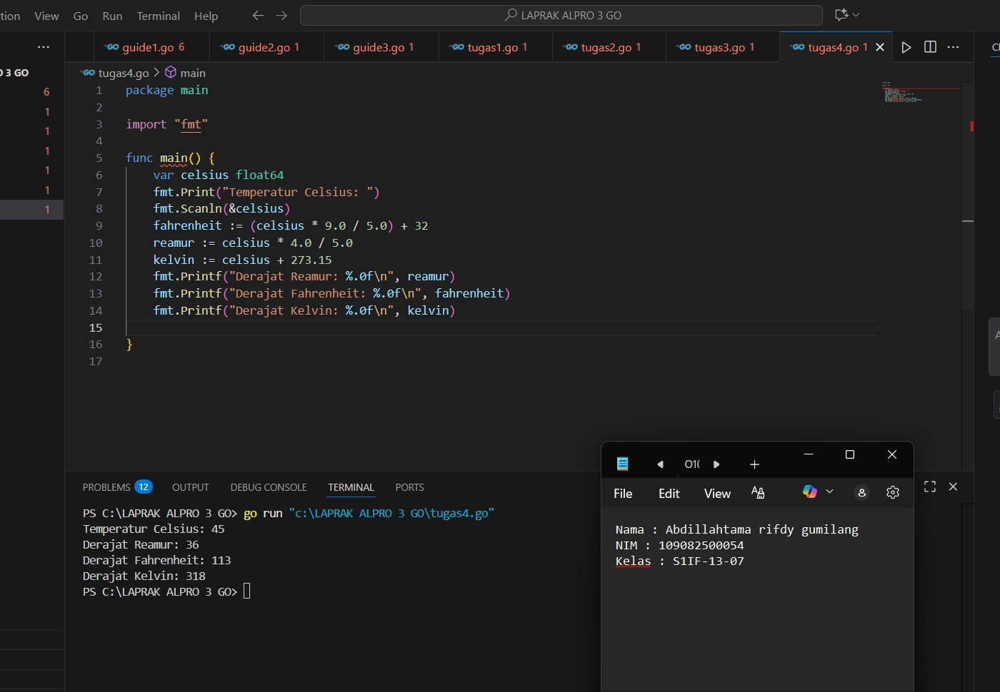 tion View Go Run Terminal Help
LAPRAK ALPRO 3 GO
guide1.go 6 guide2.go 1 guide3.go 1 tugas1.go 1 tugas2.go 1 tugas3.go 1 tugas4.go 1
3 GO
6
1
1
1
1
1
1
tugas4.go > main
1 package main
2
3 import "fmt"
4
5 func main() {
6 var celsius float64
7 fmt.Print("Temperatur Celsius: ")
8 fmt.Scanln(&celsius)
9 fahrenheit := (celsius * 9.0 / 5.0) + 32
10 reamur := celsius * 4.0 / 5.0
11 kelvin := celsius + 273.15
12 fmt.Printf("Derajat Reamur: %.0f\n", reamur)
13 fmt.Printf("Derajat Fahrenheit: %.0f\n", fahrenheit)
14 fmt.Printf("Derajat Kelvin: %.0f\n", kelvin)
15
16 }
17
PROBLEMS 12 OUTPUT DEBUG CONSOLE TERMINAL PORTS
PS C:\LAPRAK ALPRO 3 GO> go run "c:\LAPRAK ALPRO 3 GO\tugas4.go"
Temperatur Celsius: 45
Derajat Reamur: 36
Derajat Fahrenheit: 113
Derajat Kelvin: 318
PS C:\LAPRAK ALPRO 3 GO>
File Edit View
Nama : Abdillahtama rifdy gumilang
NIM : 109082500054
Kelas : S1IF-13-07